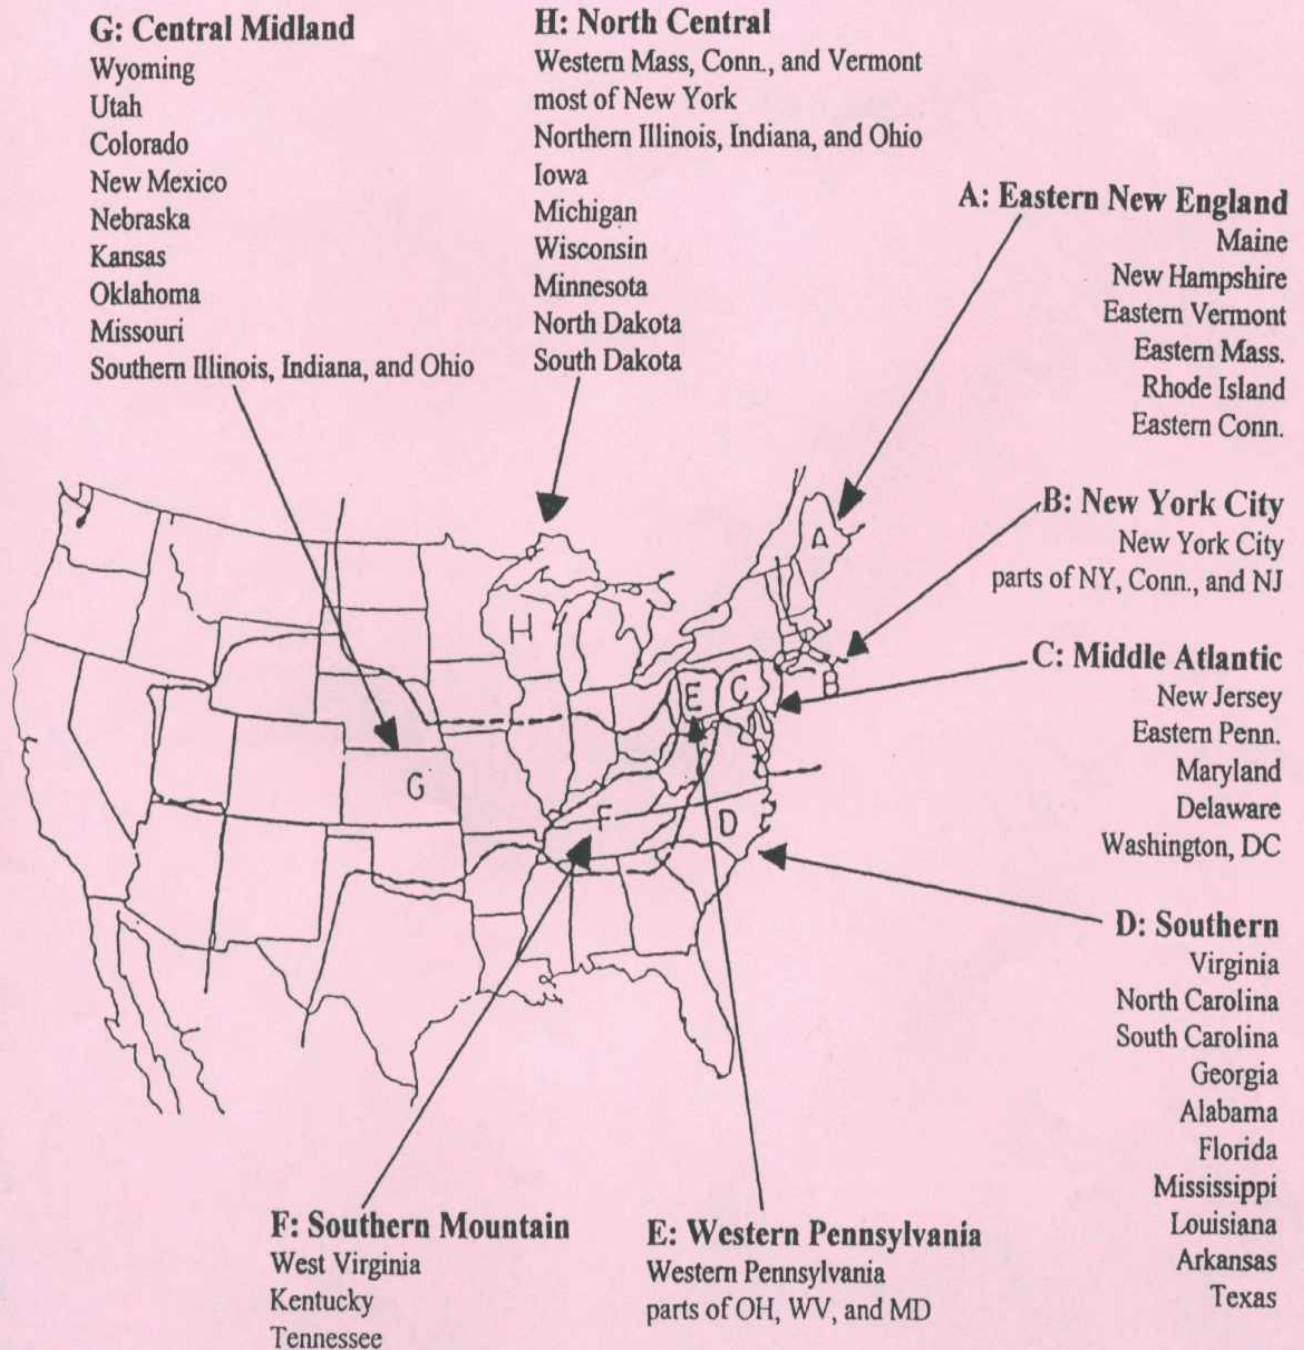 G: Central Midland
Wyoming
Utah
Colorado
New Mexico
Nebraska
Kansas
Oklahoma
Missouri
Southern Illinois, Indiana, and Ohio
H: North Central
Western Mass, Conn., and Vermont
most of New York
Northern Illinois, Indiana, and Ohio
Iowa
Michigan
Wisconsin
Minnesota
North Dakota
South Dakota
A: Eastern New England
Maine
New Hampshire
Eastern Vermont
Eastern Mass.
Rhode Island
Eastern Conn.
B: New York City
New York City
parts of NY, Conn., and NJ
C: Middle Atlantic
New Jersey
Eastern Penn.
Maryland
Delaware
Washington, DC
D: Southern
Virginia
North Carolina
South Carolina
Georgia
Alabama
Florida
Mississippi
Louisiana
Arkansas
Texas
A
H
E
C
B
G
F
D
F: Southern Mountain
West Virginia
Kentucky
Tennessee
E: Western Pennsylvania
Western Pennsylvania
parts of OH, WV, and MD